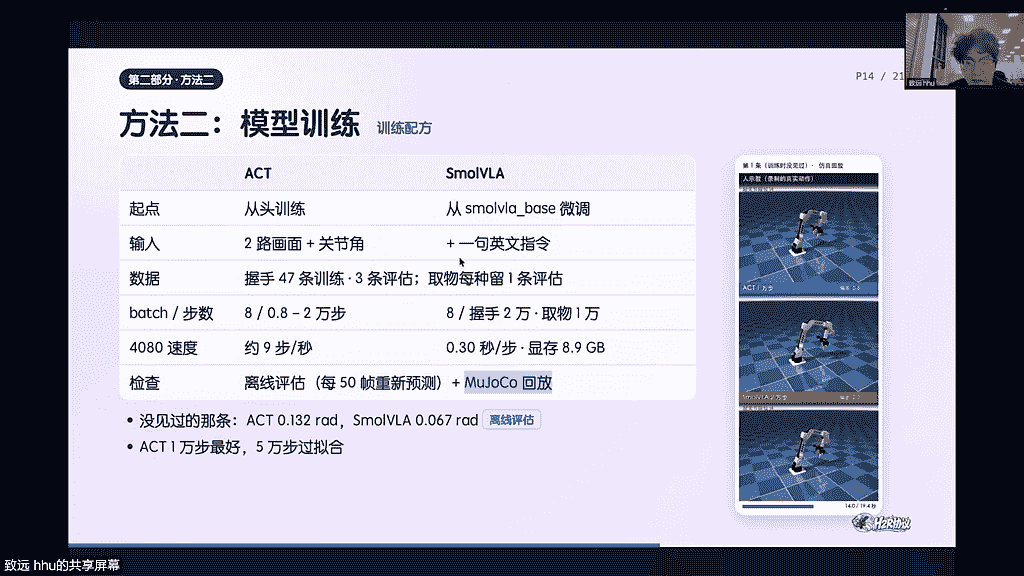 致远 hhu
第二部分·方法二
P14 / 21
方法二：模型训练 训练配方
ACT SmolVLA
起点 从头训练 从 smolvla_base 微调
输入 2 路画面 + 关节角 + 一句英文指令
数据 握手 47 条训练 · 3 条评估；取物每种留 1 条评估
batch / 步数 8 / 0.8 – 2 万步 8 / 握手 2 万 · 取物 1 万
4080 速度 约 9 步/秒 0.30 秒/步 · 显存 8.9 GB
检查 离线评估（每 50 帧重新预测）+ MuJoCo 回放
• 没见过的那条：ACT 0.132 rad，SmolVLA 0.067 rad 离线评估
• ACT 1 万步最好，5 万步过拟合
第 1 条（训练时没见过）· 仿真回放
人示教（录制的真实动作）
ACT 1 万步
SmolVLA 2 万步
14.0 / 19.4 秒
致远 hhu的共享屏幕